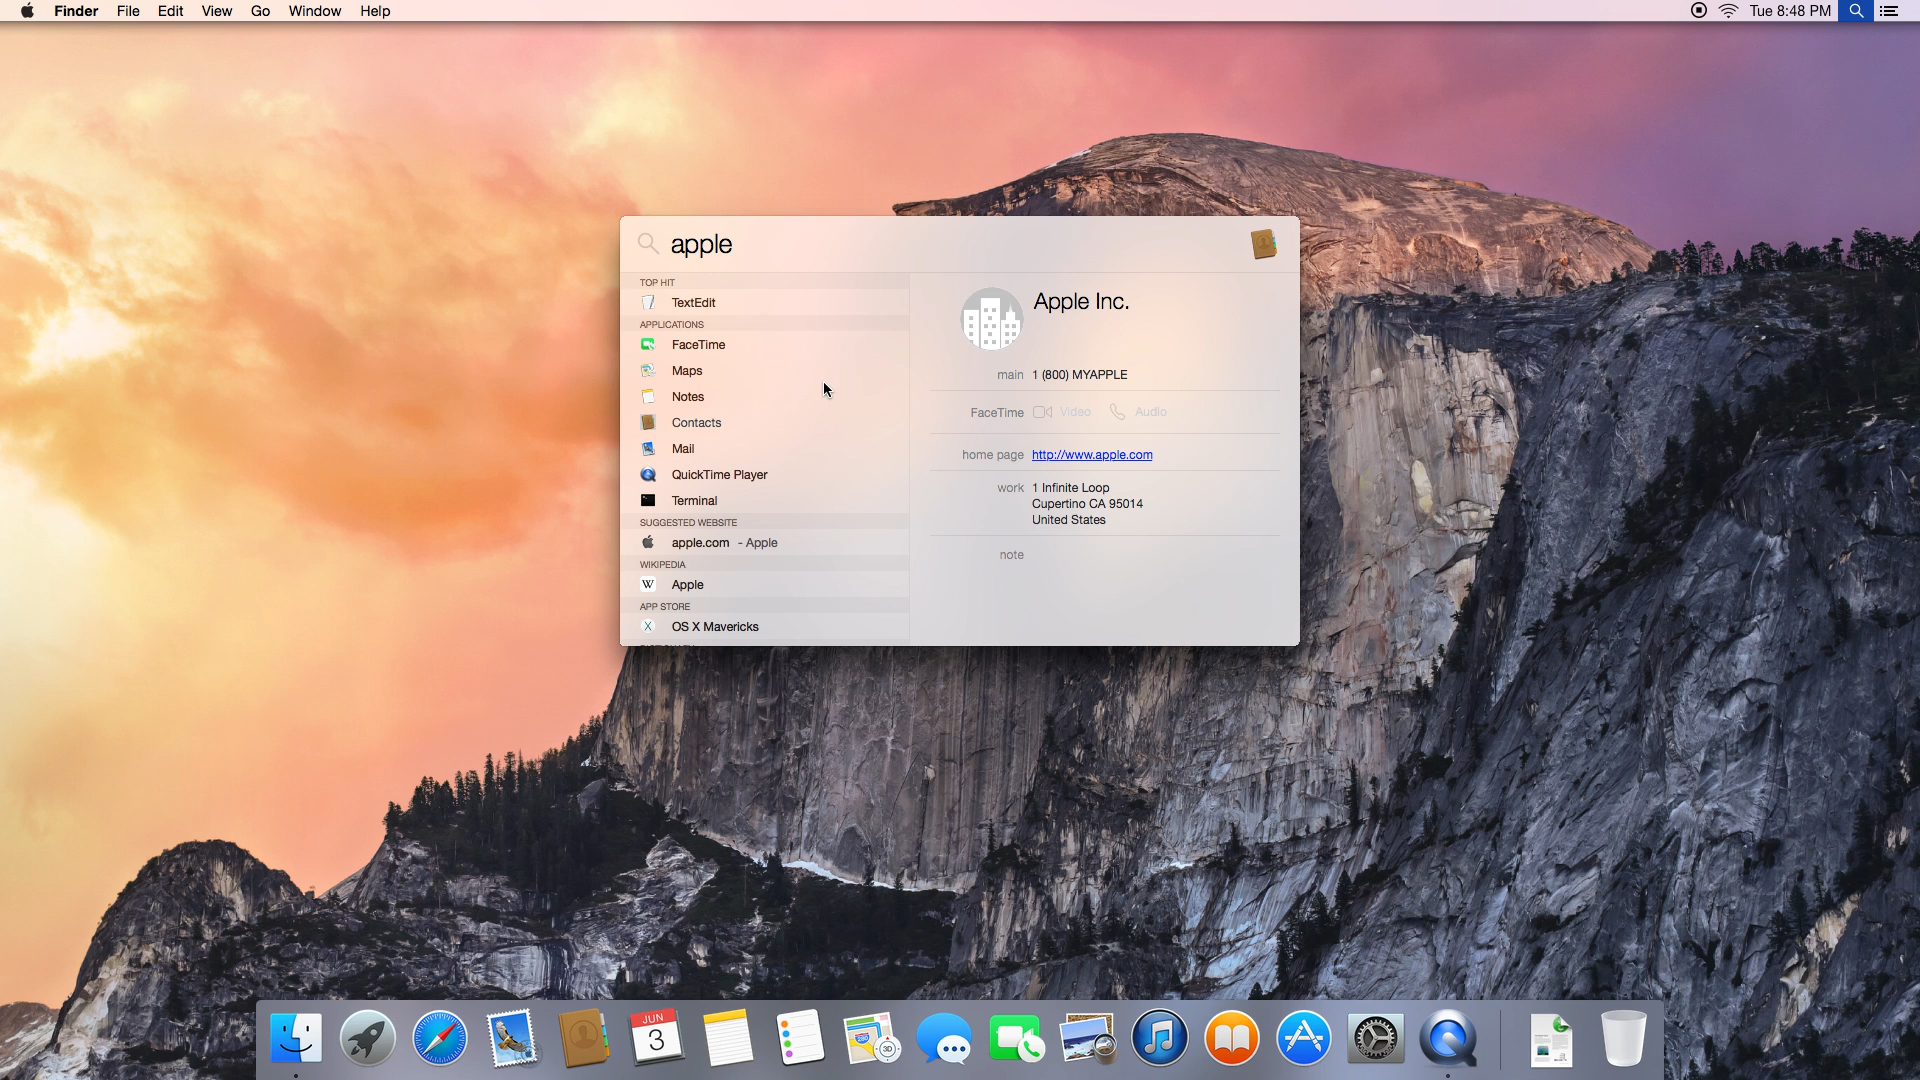 Finder File Edit View Go Window Help
Tue 8:48 PM
apple
TOP HIT
TextEdit
APPLICATIONS
FaceTime
Maps
Notes
Contacts
Mail
QuickTime Player
Terminal
SUGGESTED WEBSITE
apple.com - Apple
WIKIPEDIA
W Apple
APP STORE
X OS X Mavericks
Apple Inc.
main 1 (800) MYAPPLE
FaceTime Video Audio
home page http://www.apple.com
work 1 Infinite Loop
Cupertino CA 95014
United States
note
JUN
3
280
3D